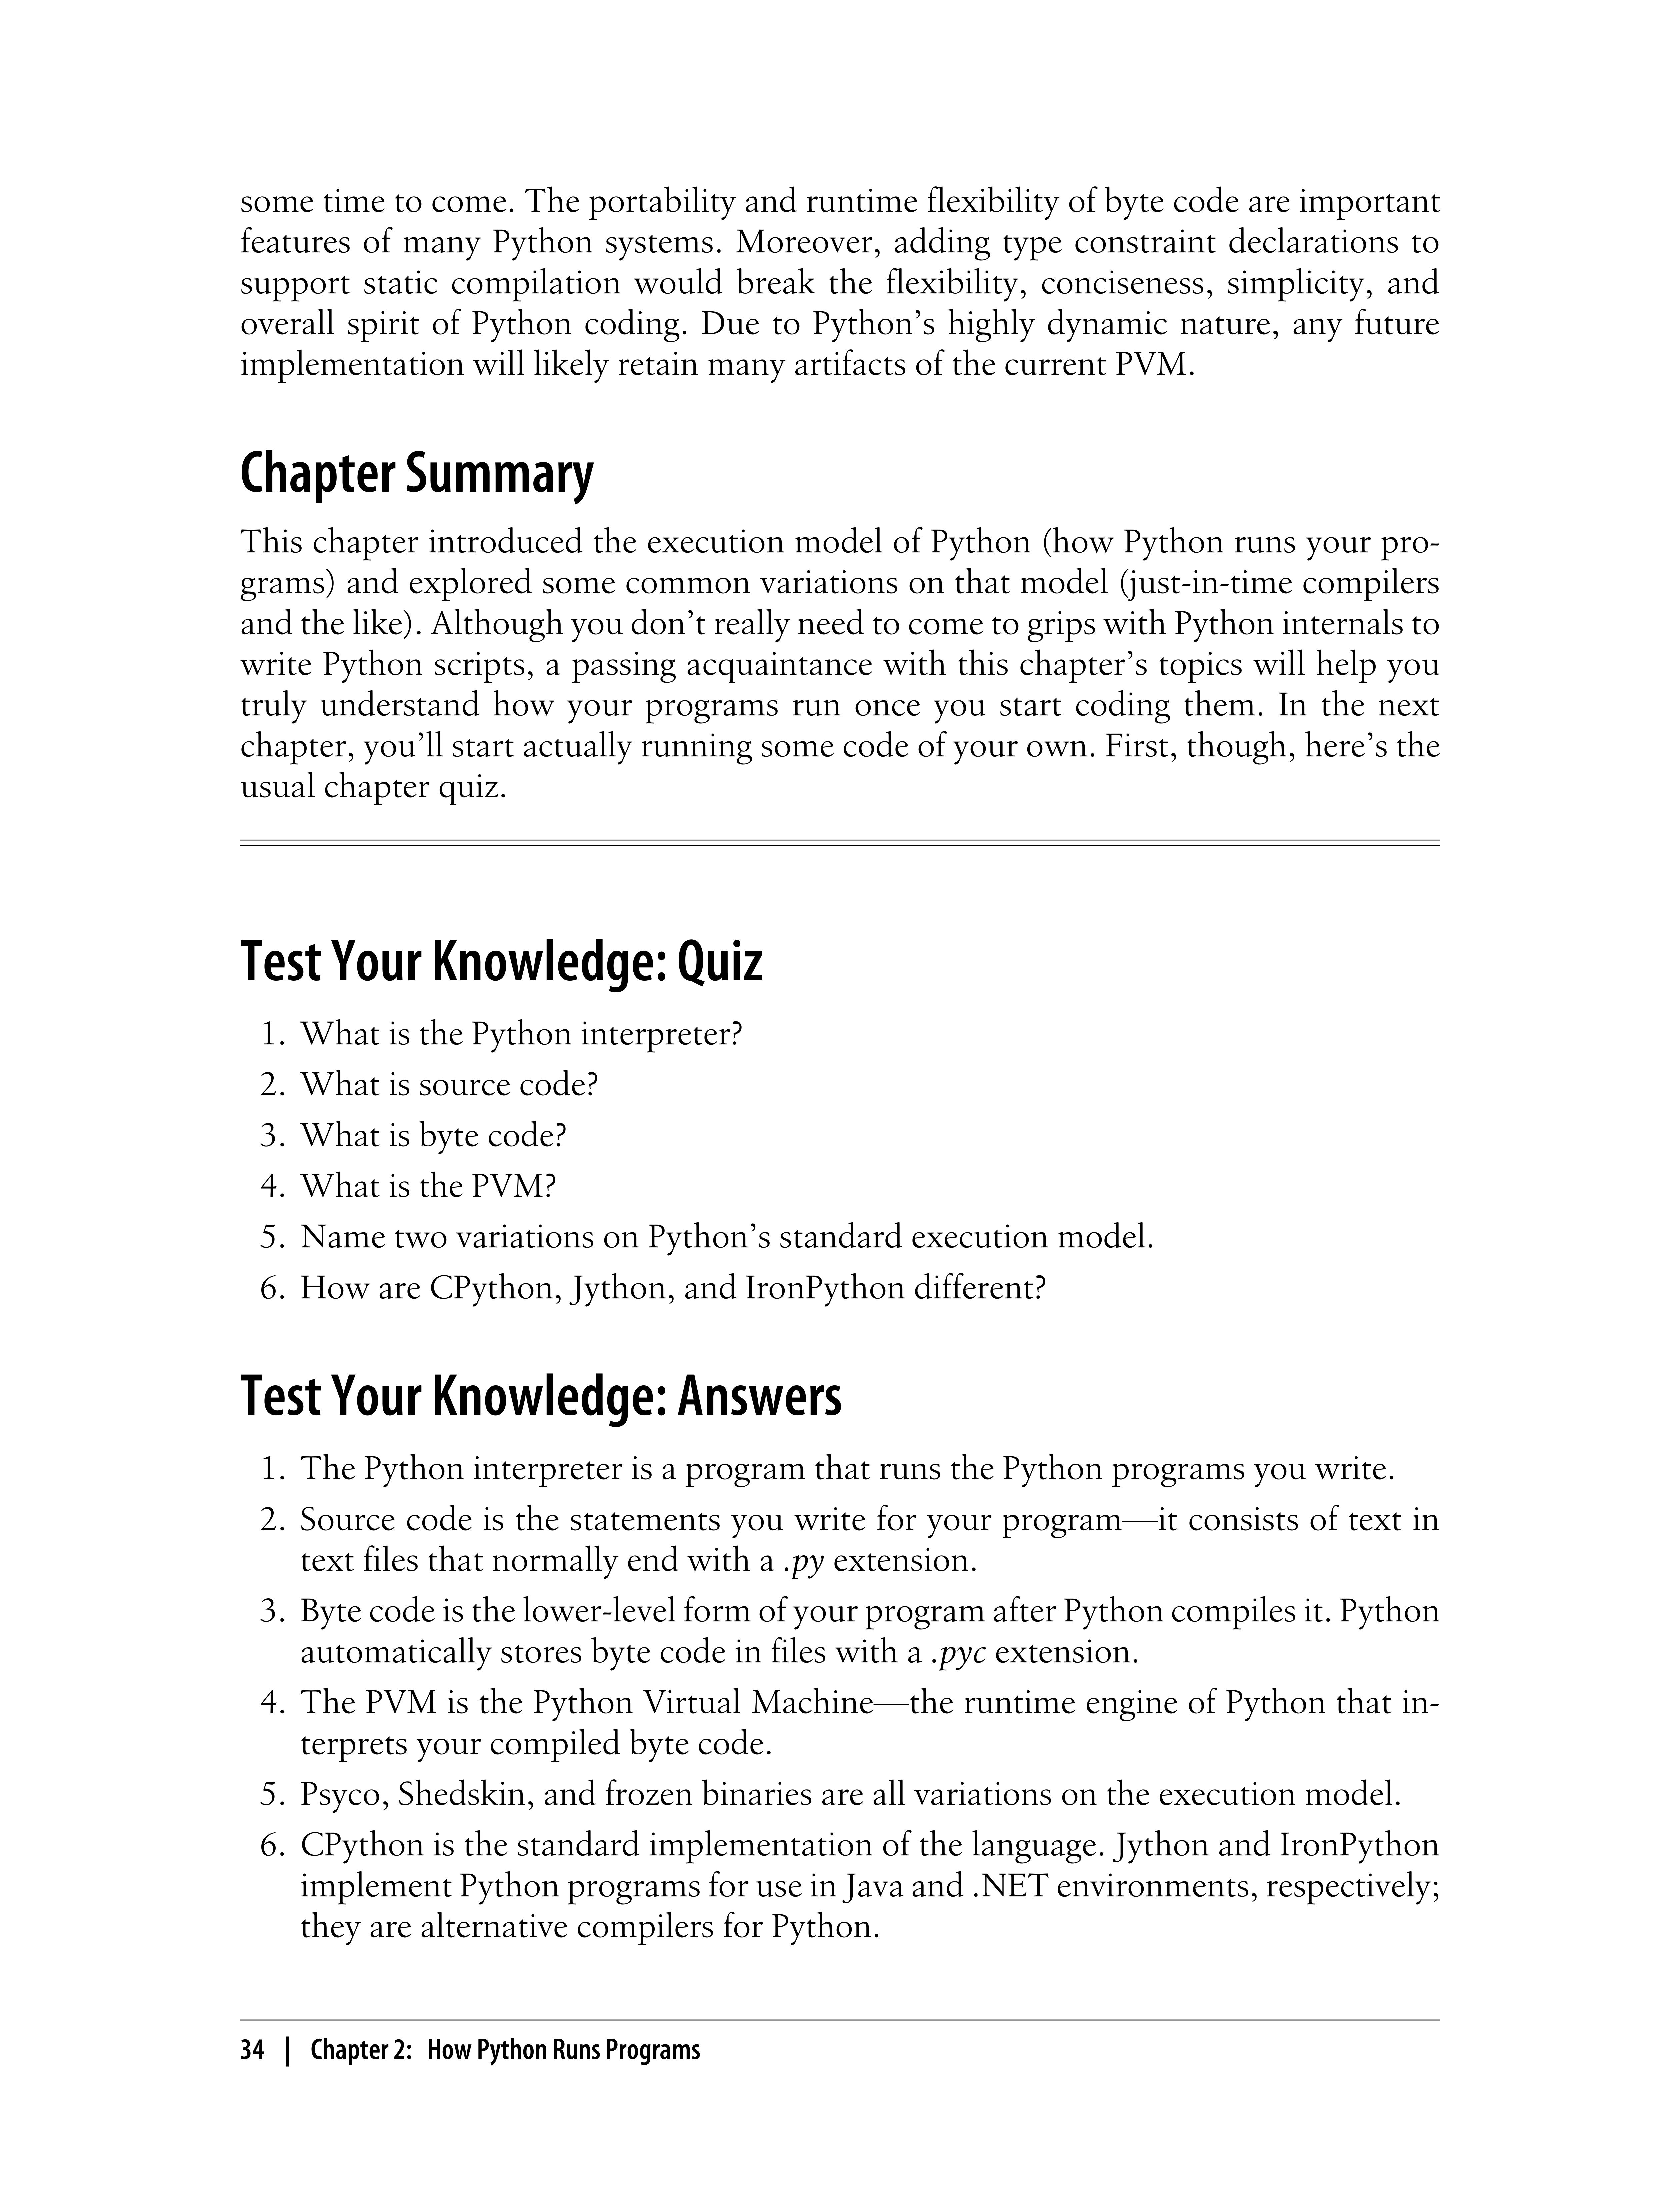 some time to come. The portability and runtime flexibility of byte code are important
features of many Python systems. Moreover, adding type constraint declarations to
support static compilation would break the flexibility, conciseness, simplicity, and
overall spirit of Python coding. Due to Python’s highly dynamic nature, any future
implementation will likely retain many artifacts of the current PVM.
Chapter Summary
This chapter introduced the execution model of Python (how Python runs your pro-
grams) and explored some common variations on that model (just-in-time compilers
and the like). Although you don’t really need to come to grips with Python internals to
write Python scripts, a passing acquaintance with this chapter’s topics will help you
truly understand how your programs run once you start coding them. In the next
chapter, you’ll start actually running some code of your own. First, though, here’s the
usual chapter quiz.
Test Your Knowledge: Quiz
1. What is the Python interpreter?
2. What is source code?
3. What is byte code?
4. What is the PVM?
5. Name two variations on Python’s standard execution model.
6. How are CPython, Jython, and IronPython different?
Test Your Knowledge: Answers
1. The Python interpreter is a program that runs the Python programs you write.
2. Source code is the statements you write for your program—it consists of text in
text files that normally end with a .py extension.
3. Byte code is the lower-level form of your program after Python compiles it. Python
automatically stores byte code in files with a .pyc extension.
4. The PVM is the Python Virtual Machine—the runtime engine of Python that in-
terprets your compiled byte code.
5. Psyco, Shedskin, and frozen binaries are all variations on the execution model.
6. CPython is the standard implementation of the language. Jython and IronPython
implement Python programs for use in Java and .NET environments, respectively;
they are alternative compilers for Python.
34 | Chapter 2: How Python Runs Programs